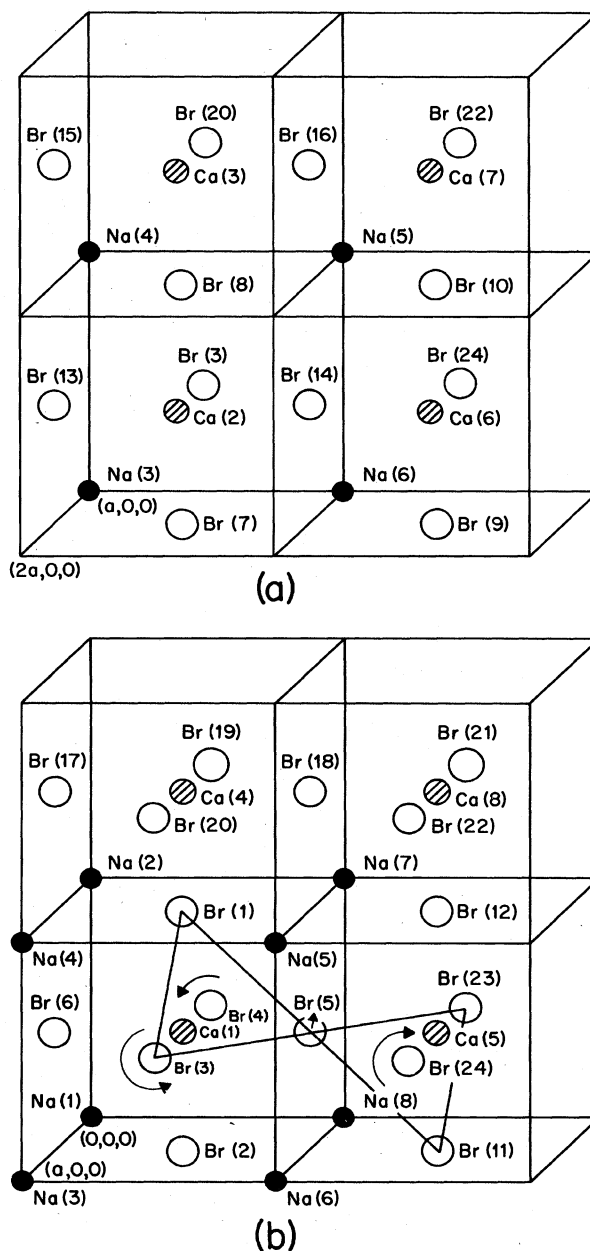 Br (20)
Br (22)
Br (15)
Br (16)
Ca (3)
Ca (7)
Na (4)
Na (5)
Br (8)
Br (10)
Br (3)
Br (24)
Br (13)
Br (14)
Ca (2)
Ca (6)
Na (3)
Na (6)
(a,0,0)
Br (7)
Br (9)
(2a,0,0)
(a)
Br (19)
Br (21)
Br (17)
Br (18)
Ca (4)
Ca (8)
Br (20)
Br (22)
Na (2)
Na (7)
Br (1)
Br (12)
Na (4)
Na (5)
Br (23)
Br (6)
Br (4)
Br (5)
Ca (1)
Ca (5)
Br (3)
Br (24)
Na (1)
Na (8)
(0,0,0)
Br (2)
Br (11)
(a,0,0)
Na (3)
Na (6)
(b)